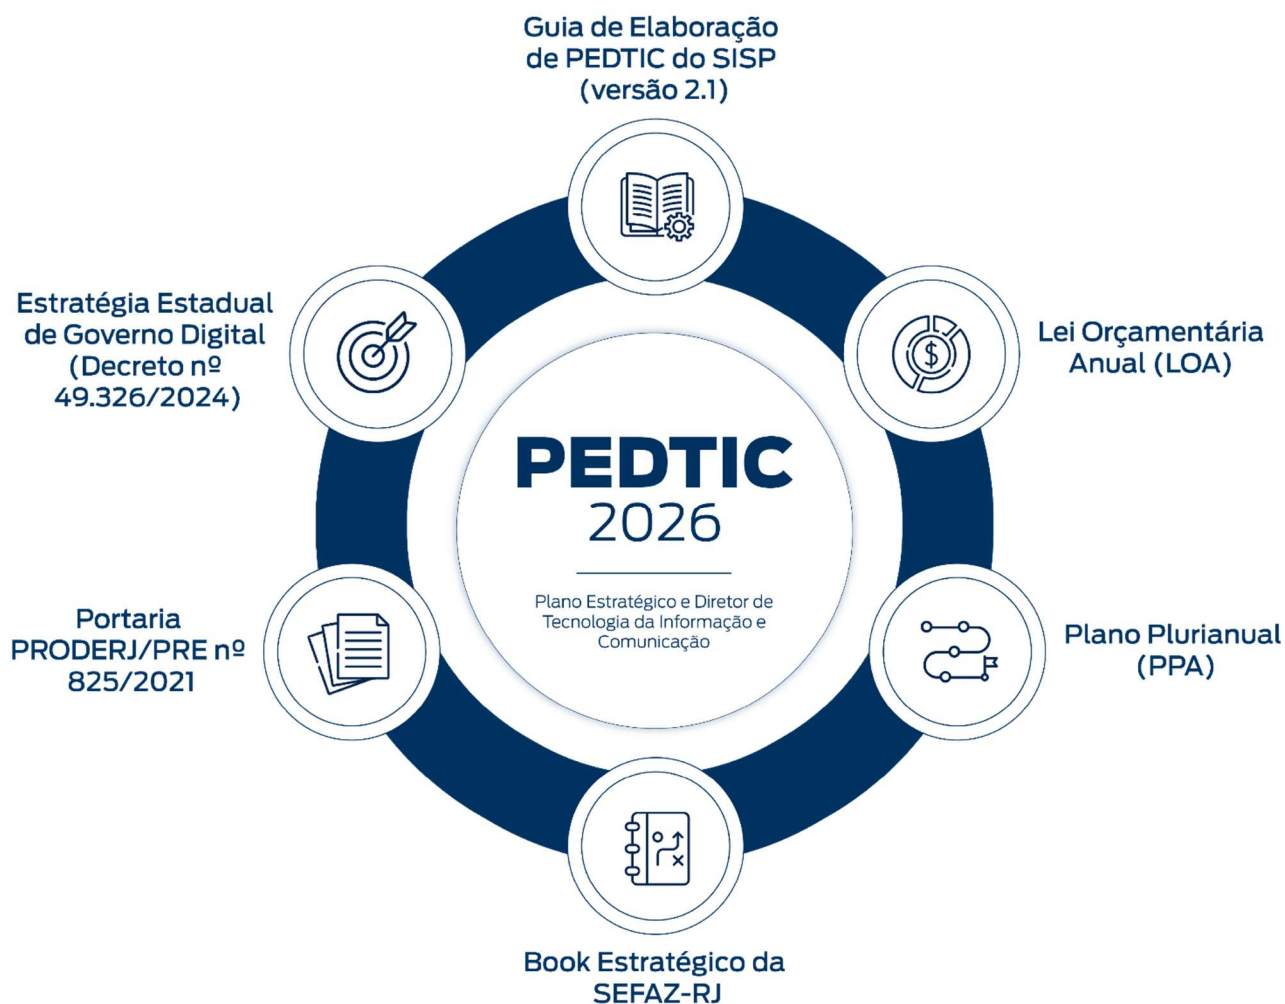 Guia de Elaboração
de PEDTIC do SISP
(versão 2.1)
Estratégia Estadual
de Governo Digital
(Decreto nº
49.326/2024)
Lei Orçamentária
Anual (LOA)
$
PEDTIC
2026
Plano Estratégico e Diretor de
Tecnologia da Informação e
Comunicação
Portaria
PRODERJ/PRE nº
825/2021
Plano Plurianual
(PPA)
Book Estratégico da
SEFAZ-RJ